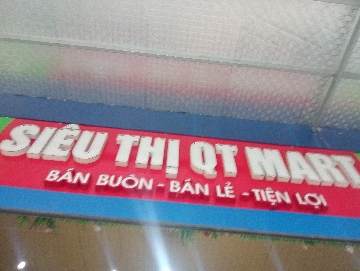 SIÊU THỊ QT MART
BÁN BUÔN - BÁN LẺ - TIỆN LỢI